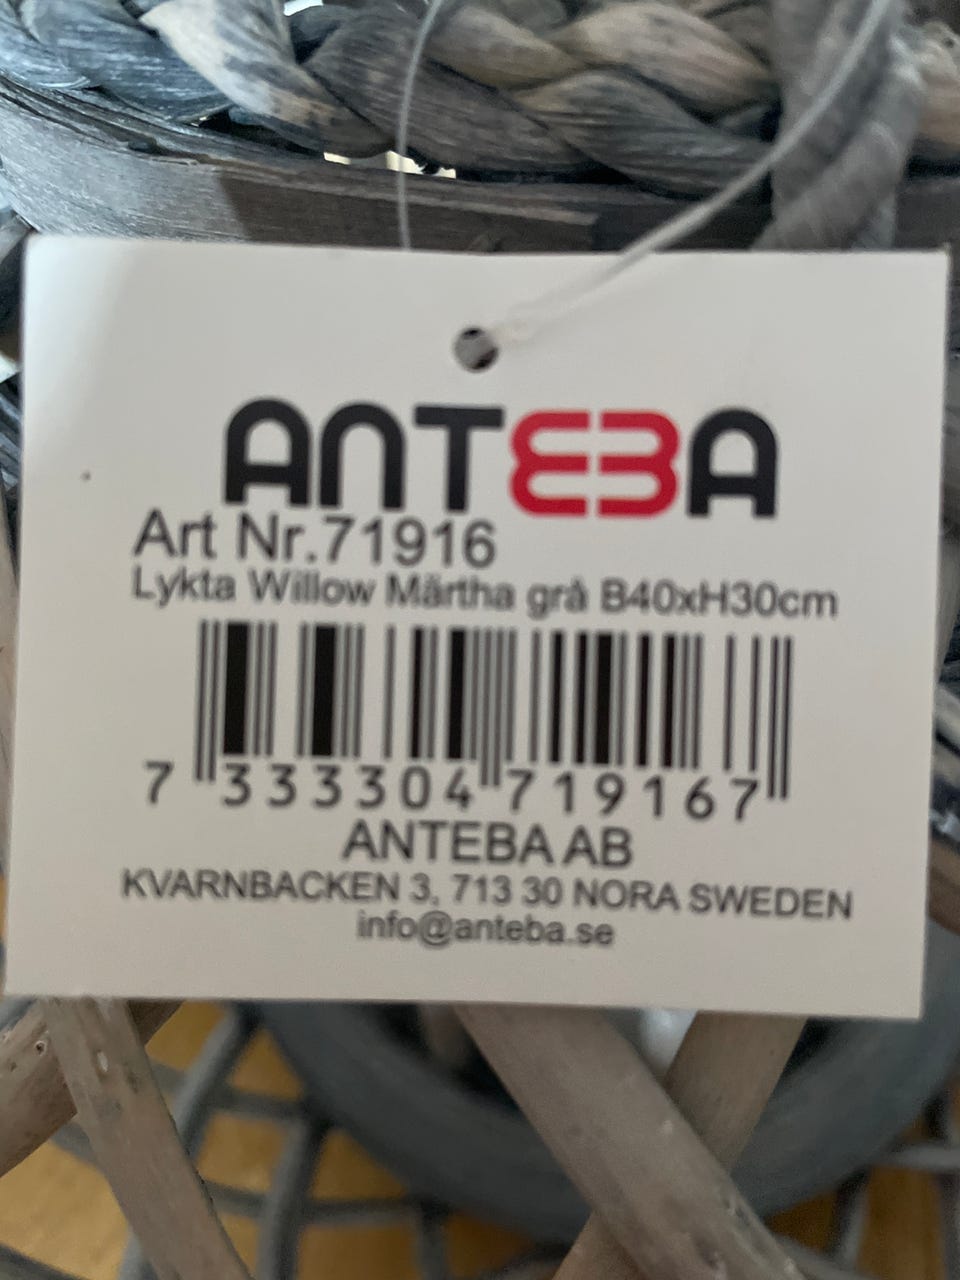 ANTEBA
Art Nr.71916
Lykta Willow Märtha grå B40xH30cm
7 333304 719167
ANTEBA AB
KVARNBACKEN 3, 713 30 NORA SWEDEN
info@anteba.se